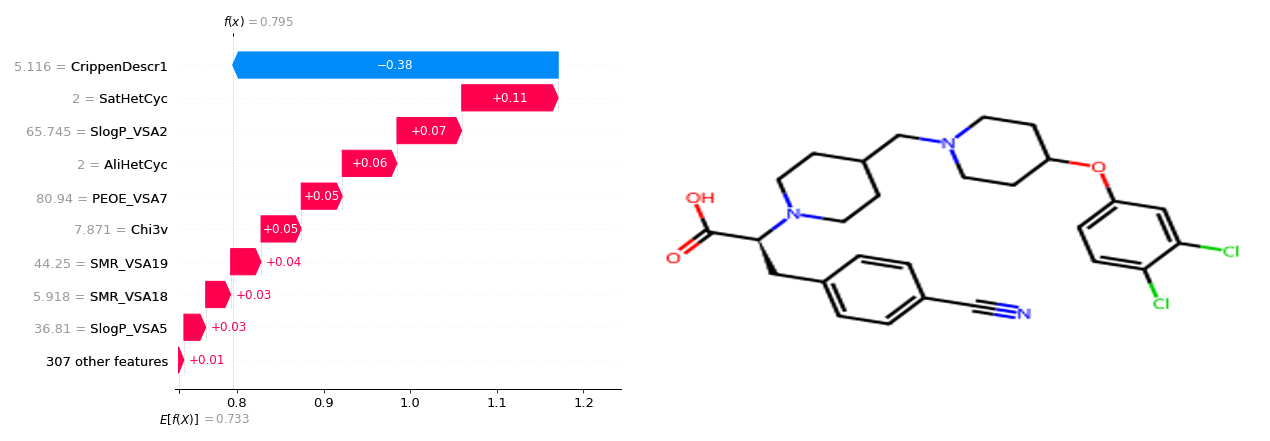 f(x) = 0.795
5.116 = CrippenDescr1
−0.38
2 = SatHetCyc
+0.11
65.745 = SlogP_VSA2
+0.07
2 = AliHetCyc
+0.06
80.94 = PEOE_VSA7
+0.05
7.871 = Chi3v
+0.05
44.25 = SMR_VSA19
+0.04
5.918 = SMR_VSA18
+0.03
36.81 = SlogP_VSA5
+0.03
307 other features
+0.01
0.8 0.9 1.0 1.1 1.2
E[f(X)] = 0.733
N
O
OH
N
O
Cl
Cl
N